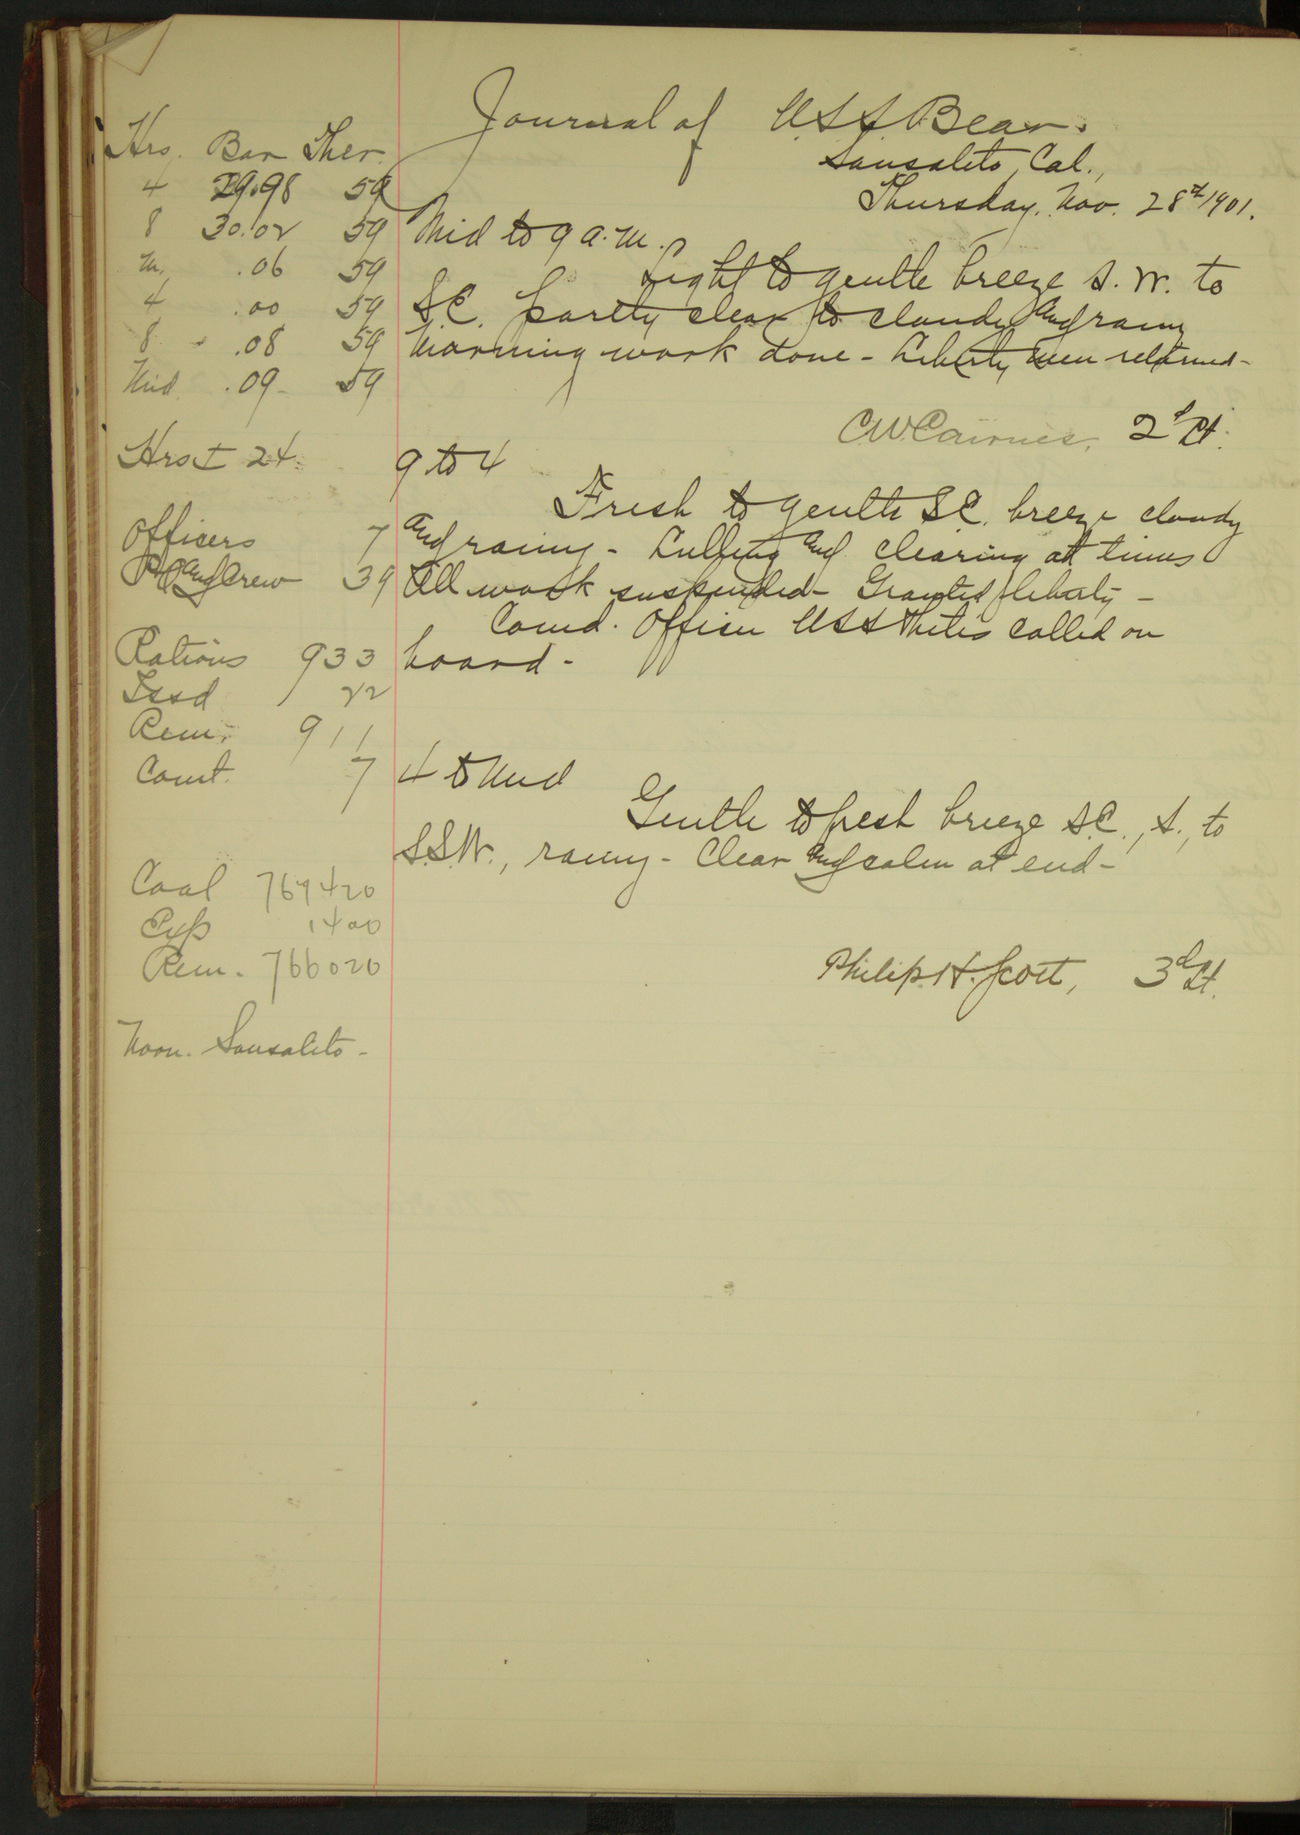 Journal of U.S.S. Bear.
Sausalito, Cal.,
Thursday, Nov. 28th 1901.
Hrs. Bar Ther.
4 29.98 59
8 30.02 59
M. .06 59
4 .00 59
8 .08 59
Mid. .09 59
Hrs 24.
Officers 7
P.O. and Crew 39
Rations 933
Issd 22
Rem. 911
Comt. 7
Coal
Exp 1400
Rem. 766020
Noon. Sausalito -
Mid to 9 a.m.
Light to gentle breeze S.W. to
S.E. partly clear to cloudy and rainy
Morning work done - Liberty men returned -
C W Cairnes, 2d Lt.
9 to 4
Fresh to gentle S.E. breeze cloudy
and rainy - Lulling and clearing at times
All work suspended - Granted liberty -
Comd. Officer U.S.S. Thetis called on
board -
4 to Mid
Gentle to fresh breeze S.E., S., to
S.S.W., rainy - Clear and calm at end -
Philip H. Scott, 3d Lt.